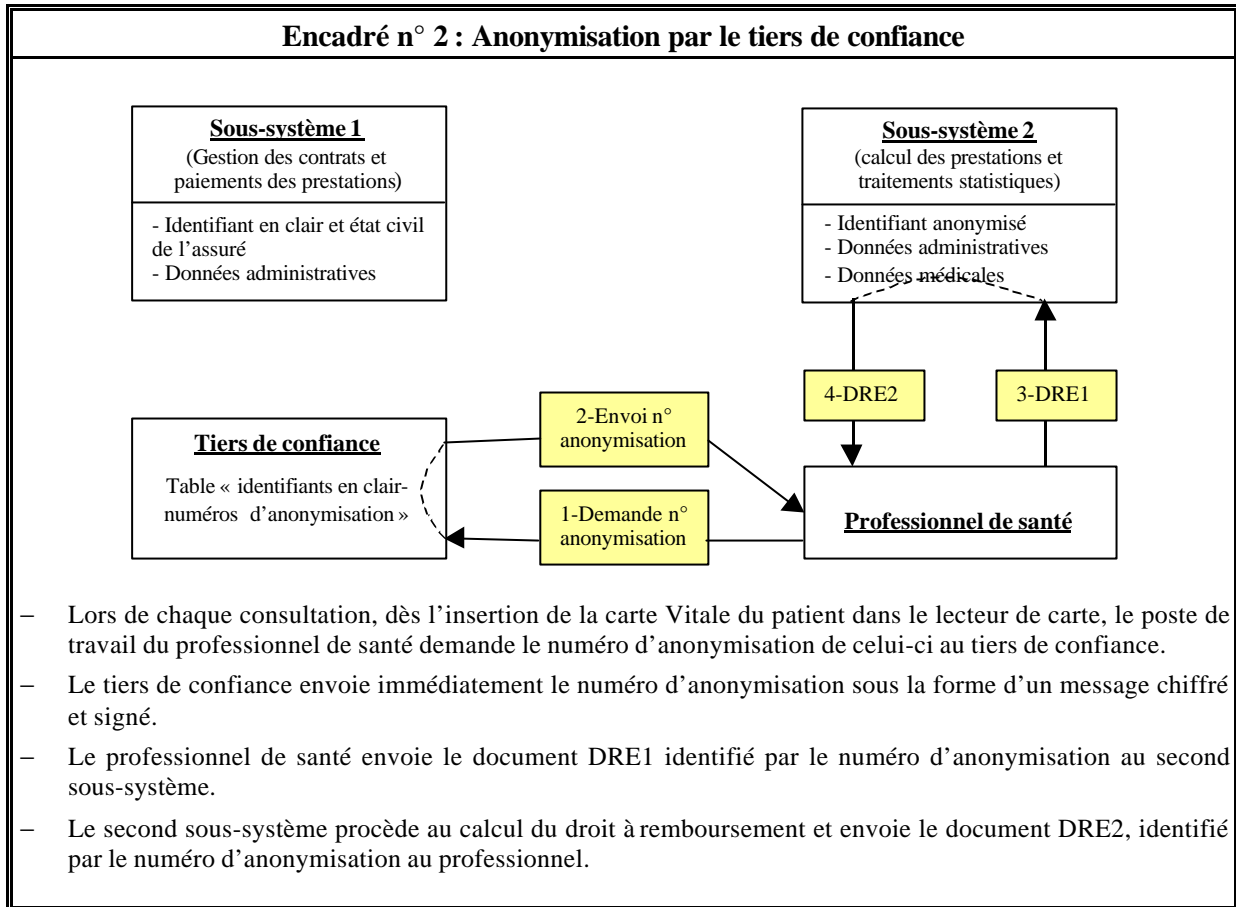 Encadré n° 2 : Anonymisation par le tiers de confiance
Sous-système 1
(Gestion des contrats et
paiements des prestations)
- Identifiant en clair et état civil
de l'assuré
- Données administratives
Sous-système 2
(calcul des prestations et
traitements statistiques)
- Identifiant anonymisé
- Données administratives
- Données médicales
4-DRE2
3-DRE1
2-Envoi n°
anonymisation
Tiers de confiance
Table « identifiants en clair-
numéros d'anonymisation »
1-Demande n°
anonymisation
Professionnel de santé
– Lors de chaque consultation, dès l'insertion de la carte Vitale du patient dans le lecteur de carte, le poste de
travail du professionnel de santé demande le numéro d'anonymisation de celui-ci au tiers de confiance.
– Le tiers de confiance envoie immédiatement le numéro d'anonymisation sous la forme d'un message chiffré
et signé.
– Le professionnel de santé envoie le document DRE1 identifié par le numéro d'anonymisation au second
sous-système.
– Le second sous-système procède au calcul du droit à remboursement et envoie le document DRE2, identifié
par le numéro d'anonymisation au professionnel.